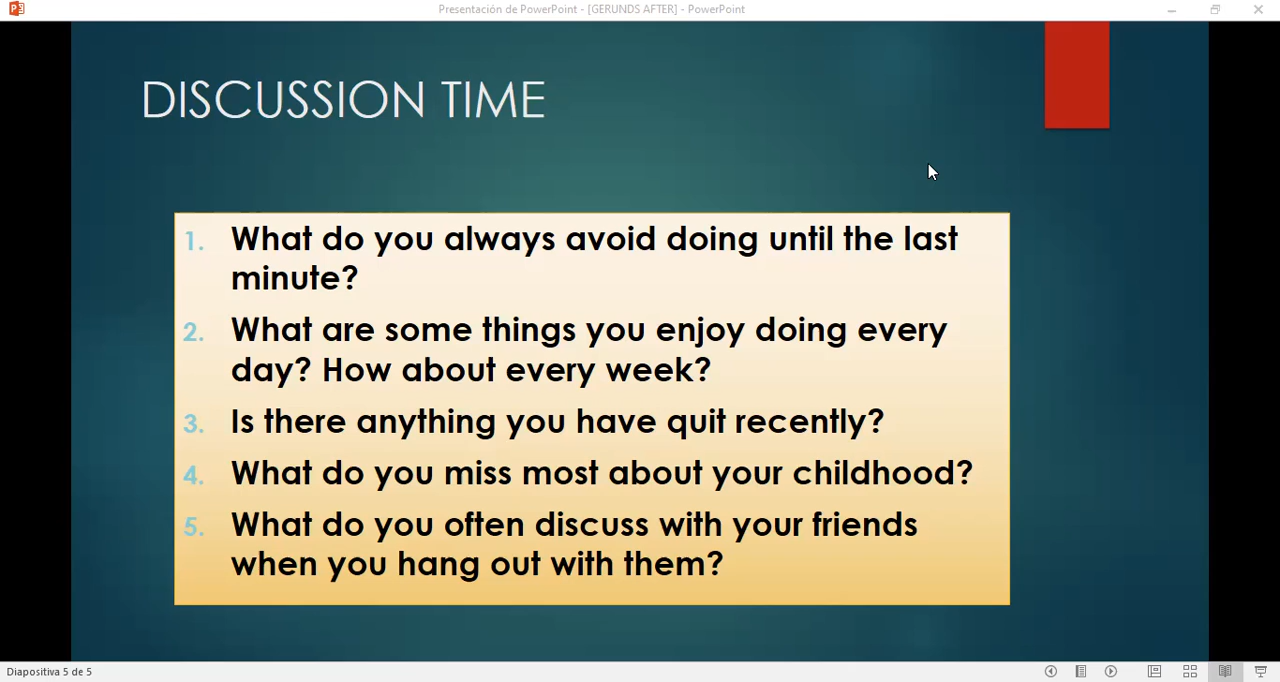 Presentación de PowerPoint - [GERUNDS AFTER] - PowerPoint
DISCUSSION TIME
1. What do you always avoid doing until the last
minute?
2. What are some things you enjoy doing every
day? How about every week?
3. Is there anything you have quit recently?
4. What do you miss most about your childhood?
5. What do you often discuss with your friends
when you hang out with them?
Diapositiva 5 de 5